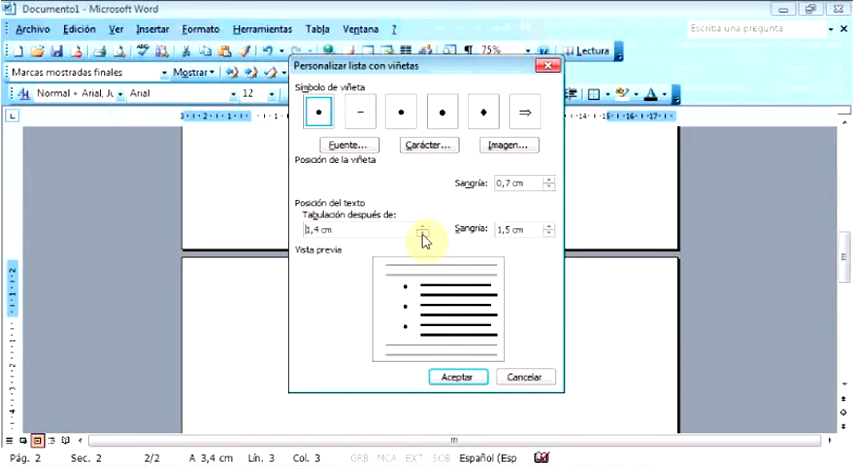 Documento1 - Microsoft Word
Archivo Edición Ver Insertar Formato Herramientas Tabla Ventana ?
Escriba una pregunta
75% Lectura
Marcas mostradas finales Mostrar
Normal + Arial, Ju Arial 12
Personalizar lista con viñetas
Símbolo de viñeta
Fuente... Carácter... Imagen...
Posición de la viñeta
Sangría: 0,7 cm
Posición del texto
Tabulación después de:
1,4 cm Sangría: 1,5 cm
Vista previa
Aceptar Cancelar
Pág. 2 Sec. 2 2/2 A 3,4 cm Lín. 3 Col. 3 GRB MCA EXT SOB Español (Esp